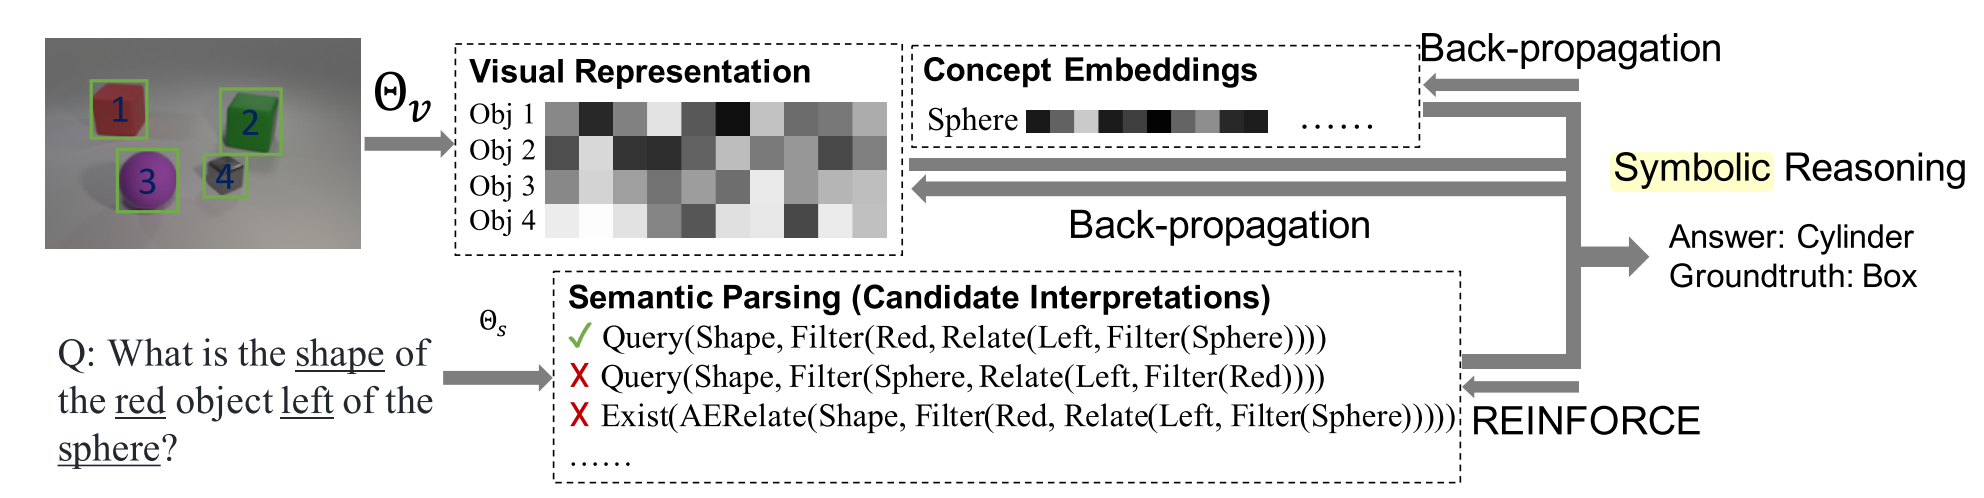 1
2
3
4
Θv
Visual Representation
Obj 1
Obj 2
Obj 3
Obj 4
Concept Embeddings
Sphere ......
Back-propagation
Back-propagation
Symbolic Reasoning
Answer: Cylinder
Groundtruth: Box
Q: What is the shape of
the red object left of the
sphere?
Θs
Semantic Parsing (Candidate Interpretations)
✓ Query(Shape, Filter(Red, Relate(Left, Filter(Sphere))))
X Query(Shape, Filter(Sphere, Relate(Left, Filter(Red))))
X Exist(AERelate(Shape, Filter(Red, Relate(Left, Filter(Sphere)))))
......
REINFORCE